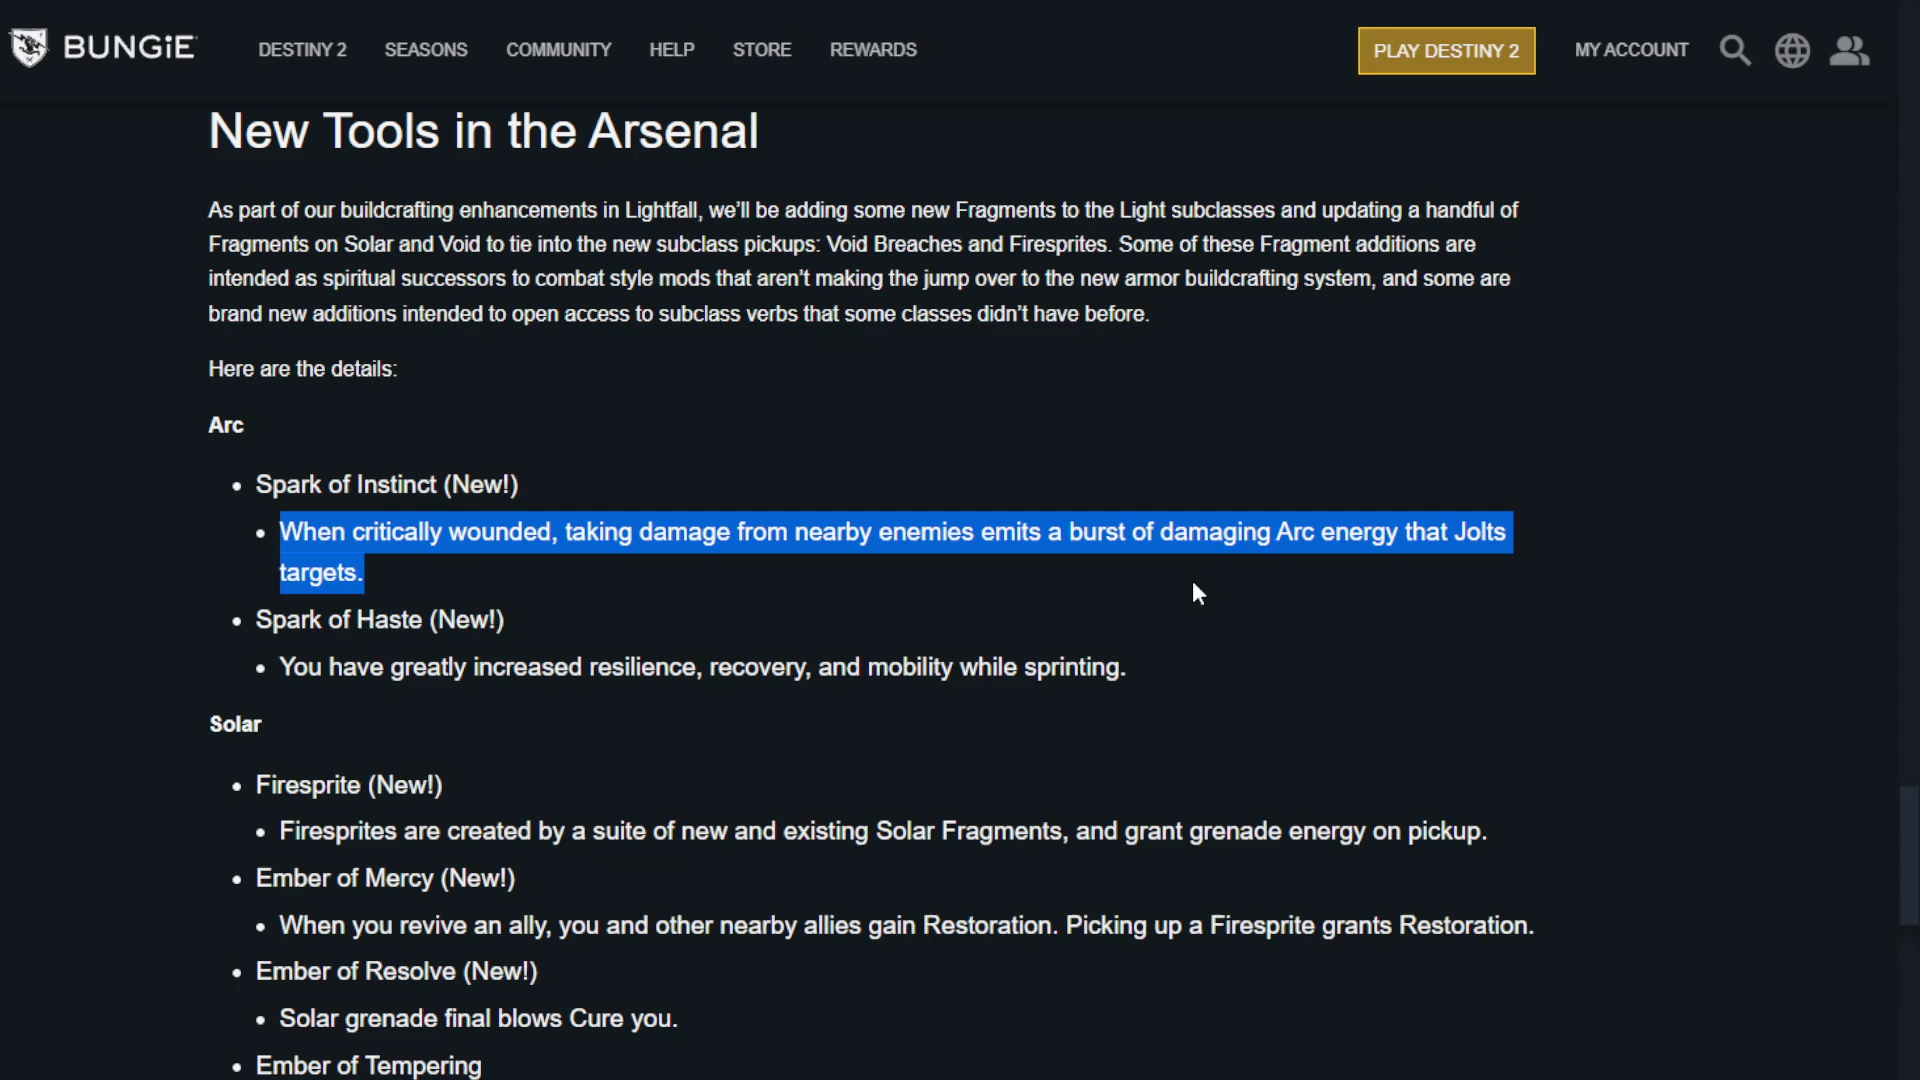 BUNGiE DESTINY 2 SEASONS COMMUNITY HELP STORE REWARDS PLAY DESTINY 2 MY ACCOUNT
New Tools in the Arsenal
As part of our buildcrafting enhancements in Lightfall, we'll be adding some new Fragments to the Light subclasses and updating a handful of
Fragments on Solar and Void to tie into the new subclass pickups: Void Breaches and Firesprites. Some of these Fragment additions are
intended as spiritual successors to combat style mods that aren't making the jump over to the new armor buildcrafting system, and some are
brand new additions intended to open access to subclass verbs that some classes didn't have before.
Here are the details:
Arc
• Spark of Instinct (New!)
• When critically wounded, taking damage from nearby enemies emits a burst of damaging Arc energy that Jolts
targets.
• Spark of Haste (New!)
• You have greatly increased resilience, recovery, and mobility while sprinting.
Solar
• Firesprite (New!)
• Firesprites are created by a suite of new and existing Solar Fragments, and grant grenade energy on pickup.
• Ember of Mercy (New!)
• When you revive an ally, you and other nearby allies gain Restoration. Picking up a Firesprite grants Restoration.
• Ember of Resolve (New!)
• Solar grenade final blows Cure you.
• Ember of Tempering